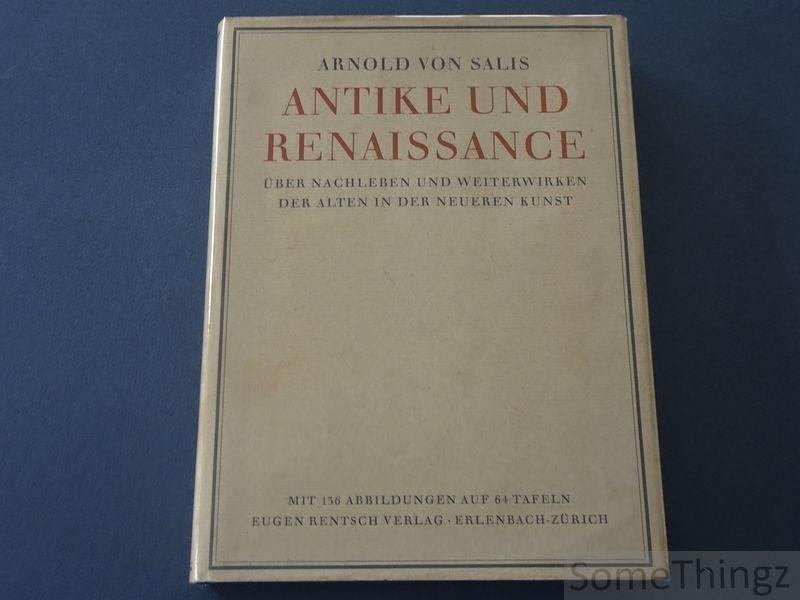 ARNOLD VON SALIS
ANTIKE UND
RENAISSANCE
ÜBER NACHLEBEN UND WEITERWIRKEN
DER ALTEN IN DER NEUEREN KUNST
MIT 136 ABBILDUNGEN AUF 64 TAFELN
EUGEN RENTSCH VERLAG · ERLENBACH-ZÜRICH
SomeThingz